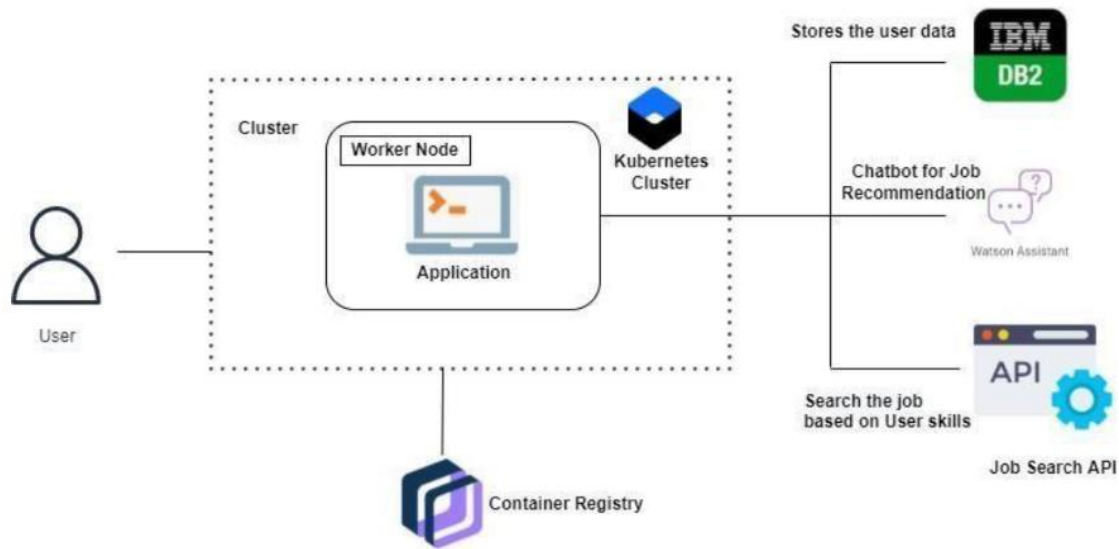 Stores the user data
IBM
DB2
Cluster
Worker Node
Kubernetes
Cluster
Application
Chatbot for Job
Recommendation
?
Watson Assistant
User
API
Search the job
based on User skills
Job Search API
Container Registry